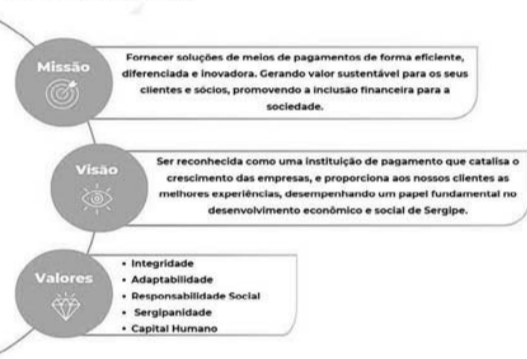 Missão
Fornecer soluções de meios de pagamentos de forma eficiente,
diferenciada e inovadora. Gerando valor sustentável para os seus
clientes e sócios, promovendo a inclusão financeira para a
sociedade.
Visão
Ser reconhecida como uma instituição de pagamento que catalisa o
crescimento das empresas, e proporciona aos nossos clientes as
melhores experiências, desempenhando um papel fundamental no
desenvolvimento econômico e social de Sergipe.
Valores
• Integridade
• Adaptabilidade
• Responsabilidade Social
• Sergipanidade
• Capital Humano